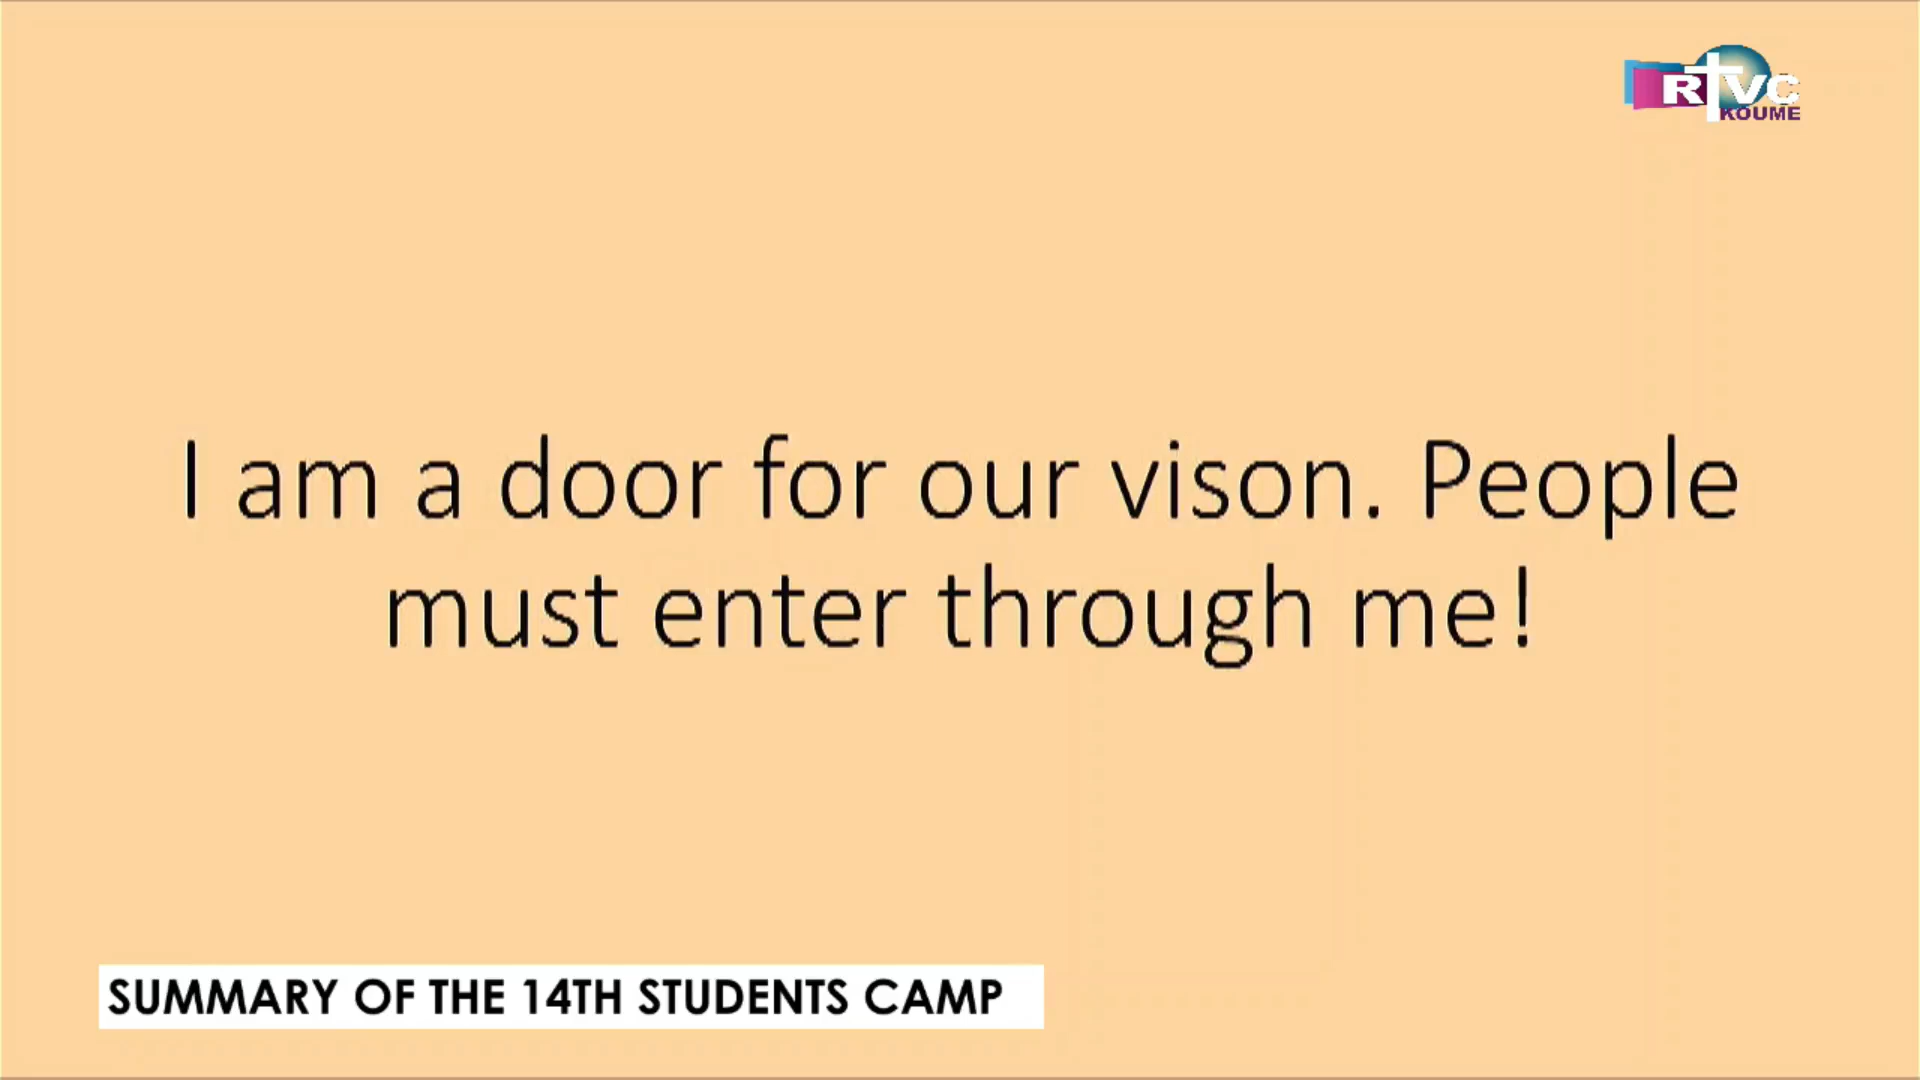 RTVC
KOUME
I am a door for our vison. People
must enter through me!
SUMMARY OF THE 14TH STUDENTS CAMP